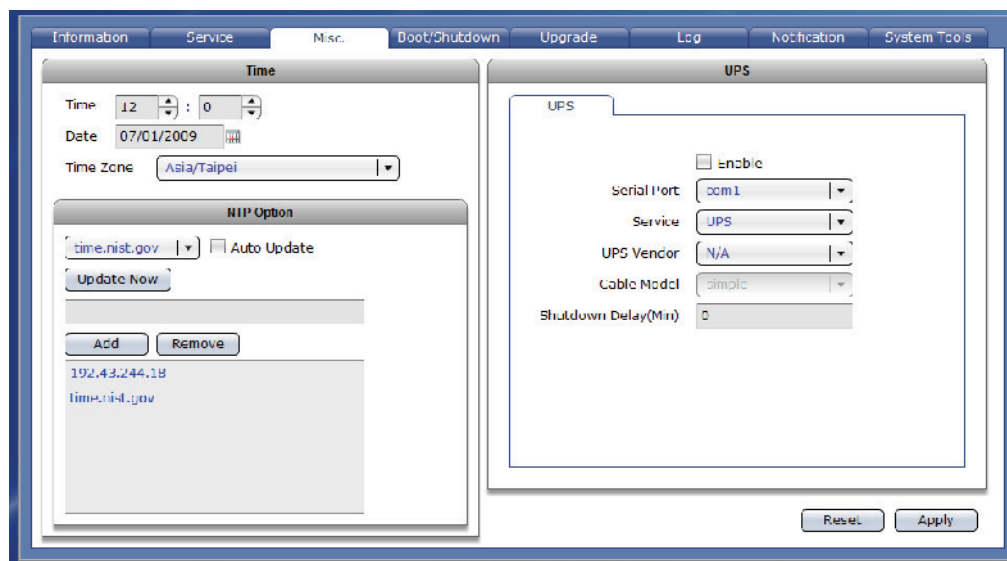 Information Service Misc. Boot/Shutdown Upgrade Log Notification System Tools
Time
Time 12 : 0
Date 07/01/2009
Time Zone Asia/Taipei
NTP Option
time.nist.gov Auto Update
Update Now
Add Remove
192.43.244.18
time.nist.gov
UPS
UPS
Enable
Serial Port com1
Service UPS
UPS Vendor N/A
Cable Model simple
Shutdown Delay(Min) 0
Reset Apply